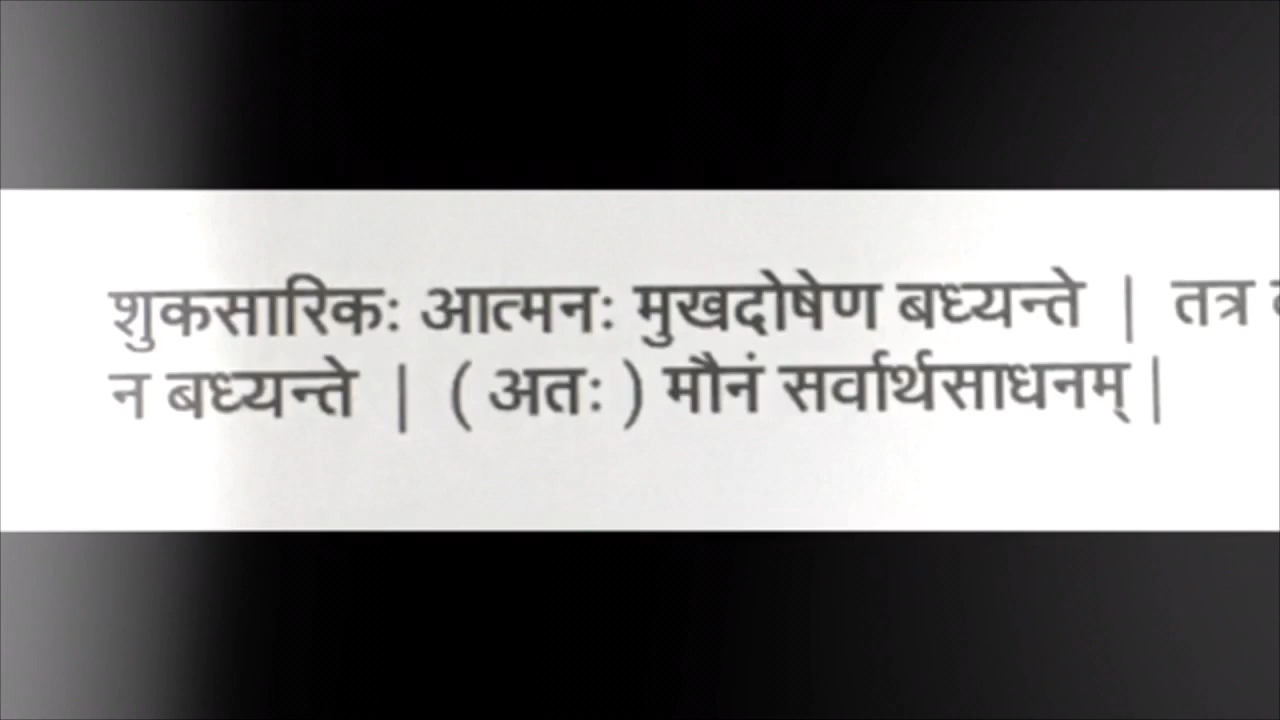 शुकसारिकः आत्मनः मुखदोषेण बध्यन्ते | तत्र
न बध्यन्ते | ( अतः ) मौनं सर्वार्थसाधनम् |